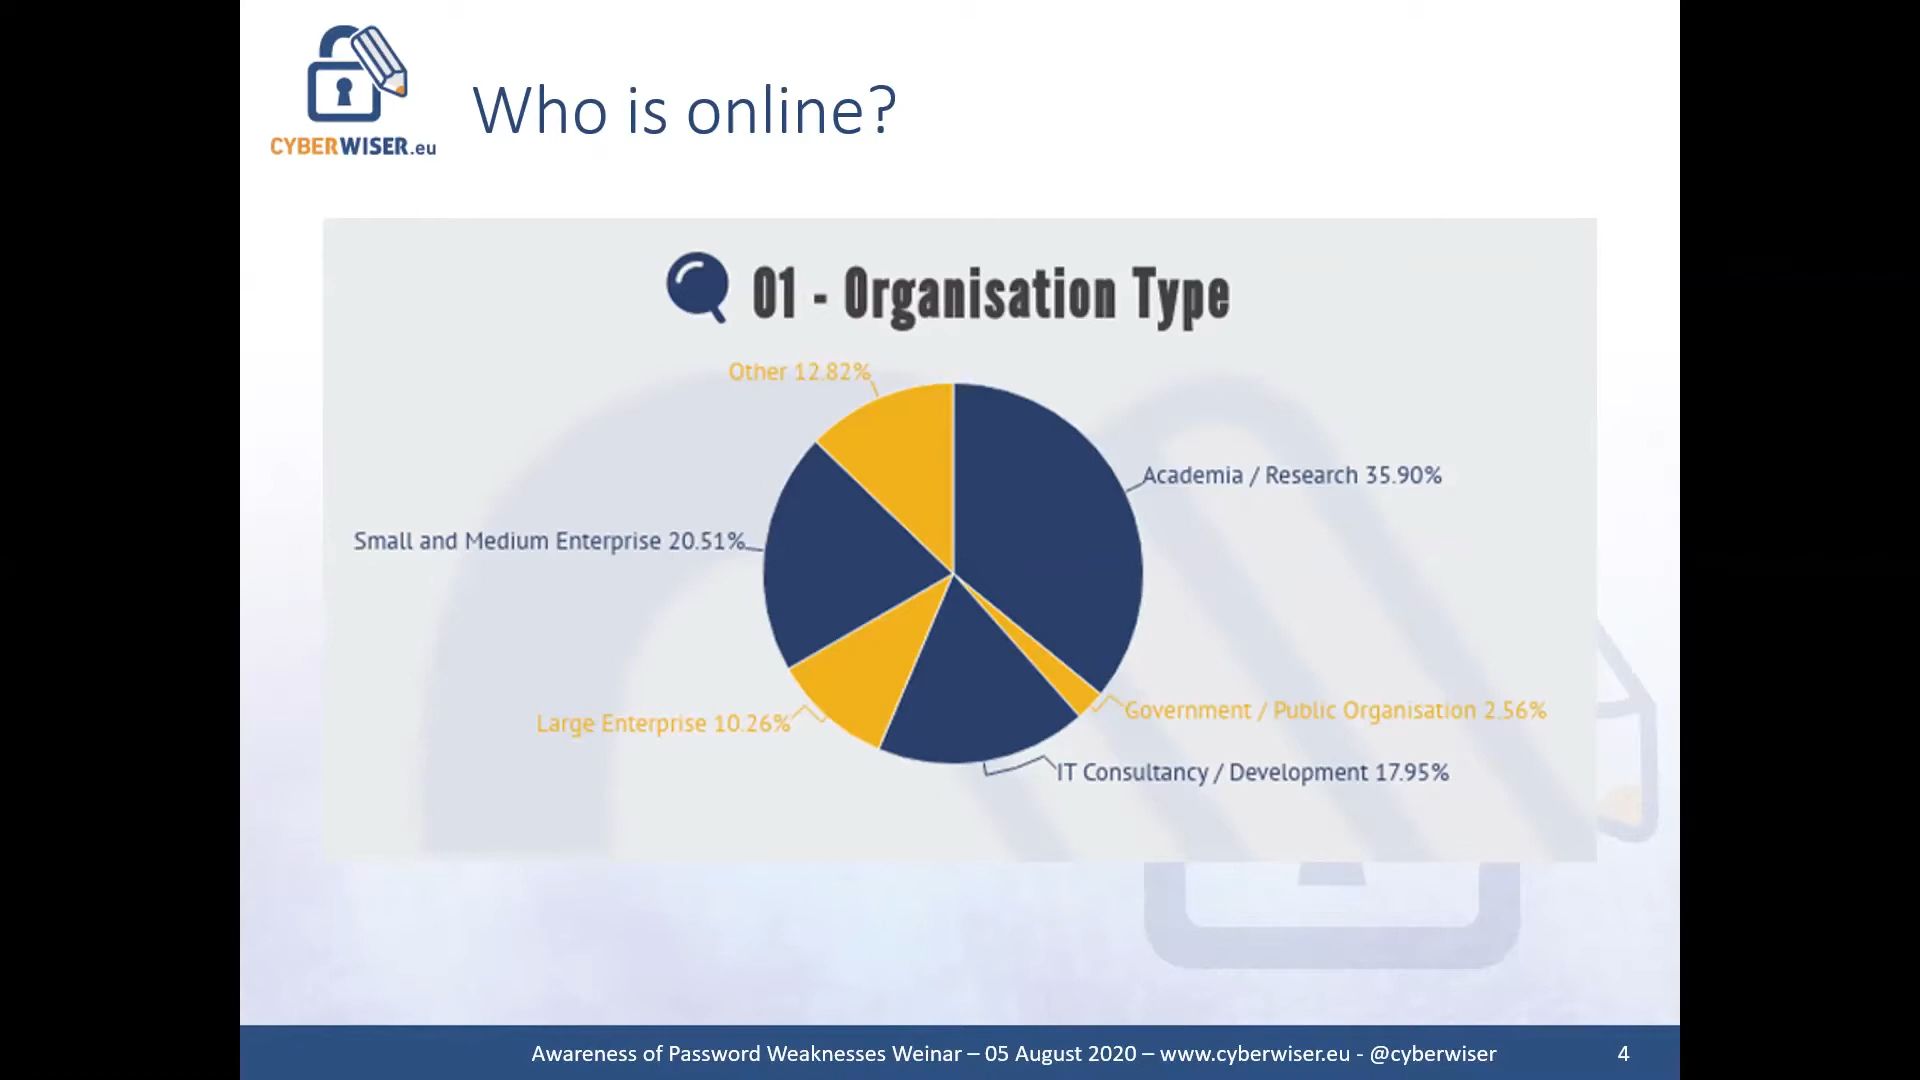 CYBERWISER.eu
Who is online?
01 - Organisation Type
Other 12.82%
Academia / Research 35.90%
Small and Medium Enterprise 20.51%
Large Enterprise 10.26%
Government / Public Organisation 2.56%
IT Consultancy / Development 17.95%
Awareness of Password Weaknesses Weinar – 05 August 2020 – www.cyberwiser.eu - @cyberwiser
4